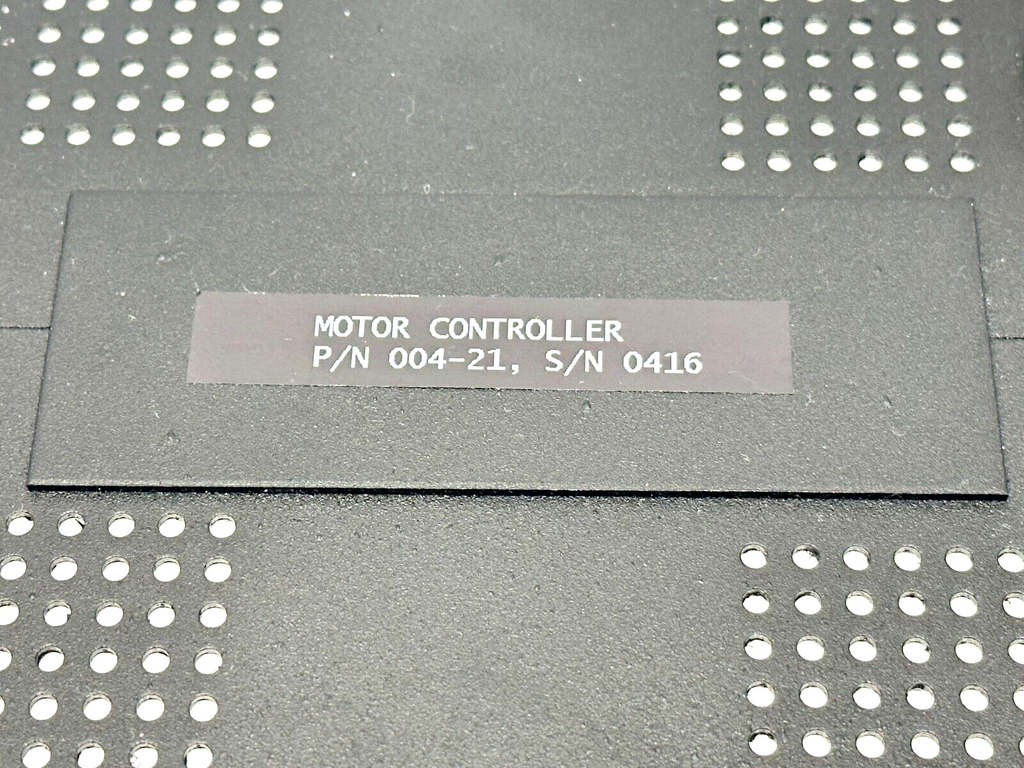 MOTOR CONTROLLER
P/N 004-21, S/N 0416